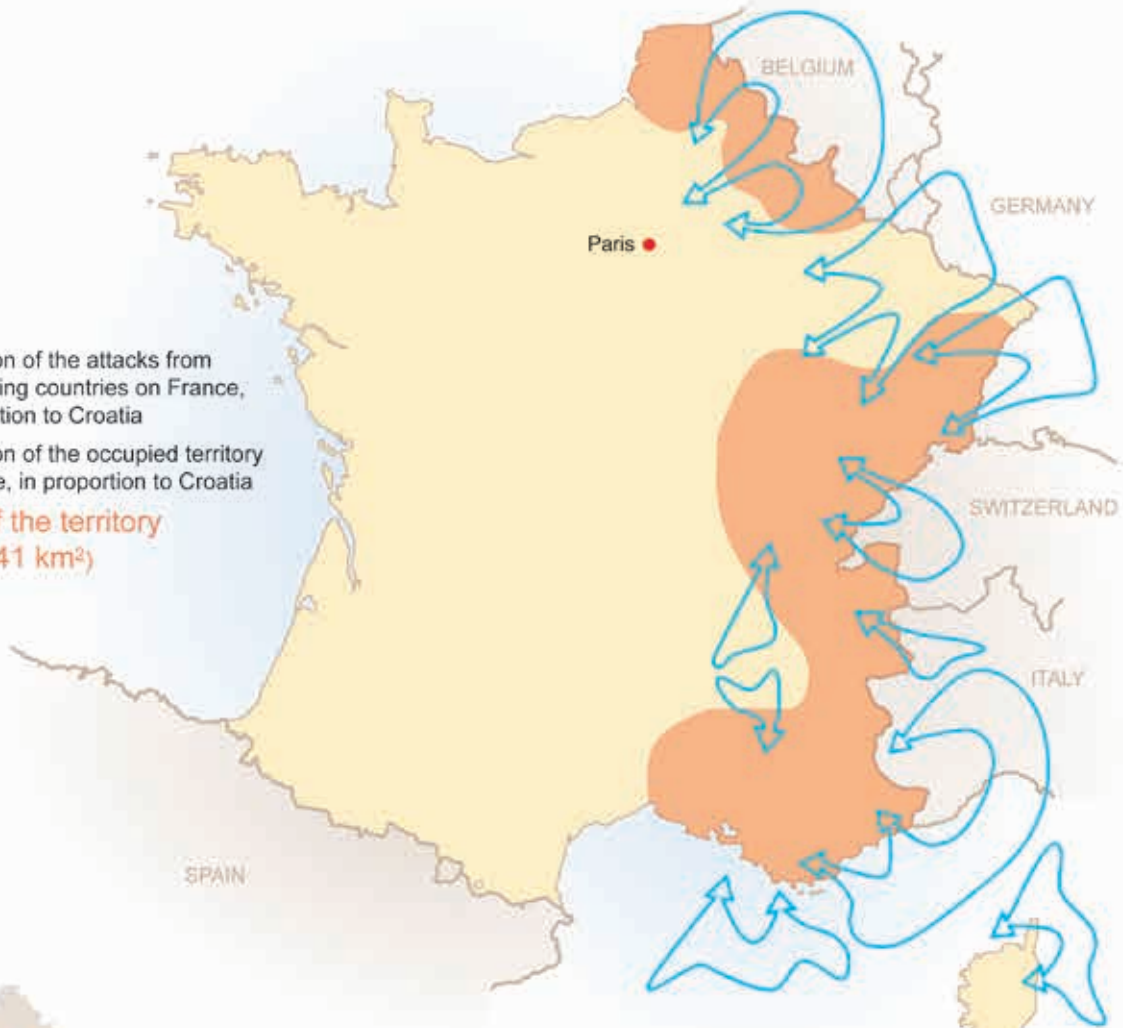 BELGIUM
GERMANY
Paris
on of the attacks from
ing countries on France,
tion to Croatia
on of the occupied territory
e, in proportion to Croatia
f the territory
41 km²)
SWITZERLAND
ITALY
SPAIN